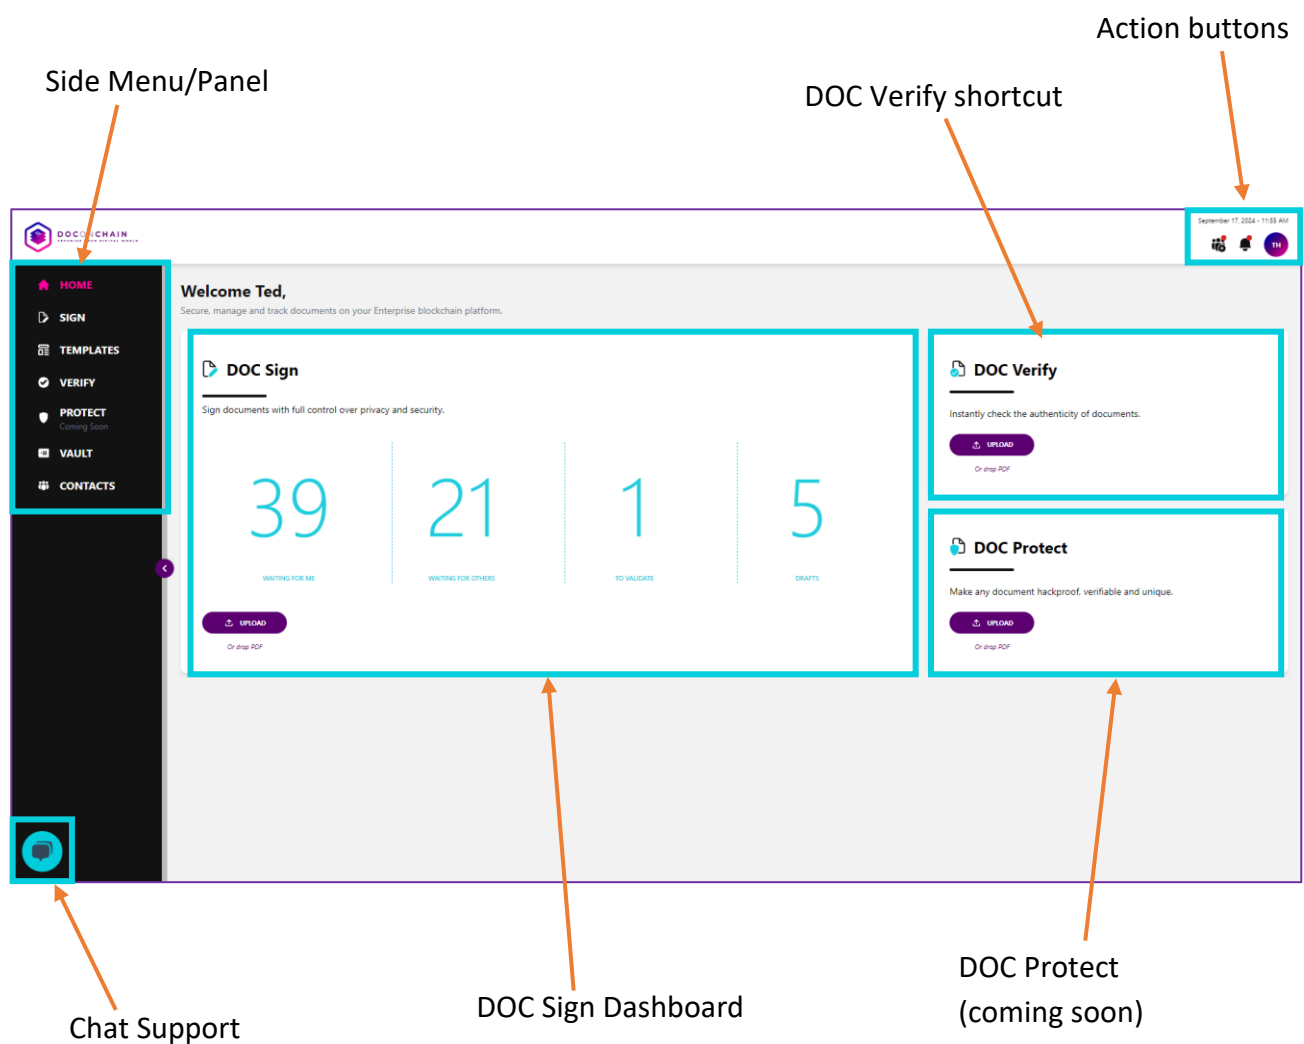 Action buttons
Side Menu/Panel
DOC Verify shortcut
September 17, 2024 - 11:55 AM
DOCONCHAIN
SECURING YOUR DIGITAL WORLD
TH
HOME
SIGN
TEMPLATES
VERIFY
PROTECT
Coming Soon
VAULT
CONTACTS
Welcome Ted,
Secure, manage and track documents on your Enterprise blockchain platform.
DOC Sign
Sign documents with full control over privacy and security.
39
21
1
5
WAITING FOR ME
WAITING FOR OTHERS
TO VALIDATE
DRAFTS
UPLOAD
Or drop PDF
DOC Verify
Instantly check the authenticity of documents.
UPLOAD
Or drop PDF
DOC Protect
Make any document hackproof, verifiable and unique.
UPLOAD
Or drop PDF
Chat Support
DOC Sign Dashboard
DOC Protect
(coming soon)